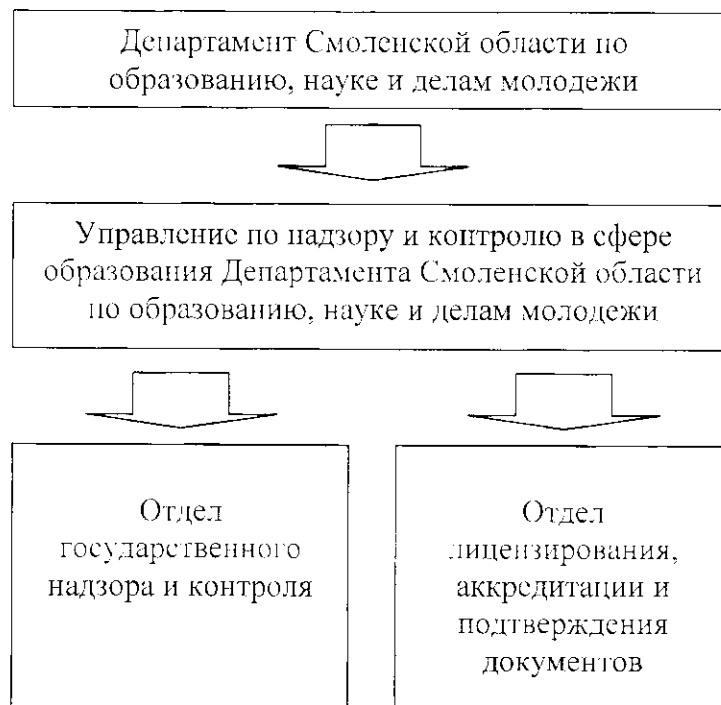 Департамент Смоленской области по
образованию, науке и делам молодежи
Управление по надзору и контролю в сфере
образования Департамента Смоленской области
по образованию, науке и делам молодежи
Отдел
государственного
надзора и контроля
Отдел
лицензирования,
аккредитации и
подтверждения
документов